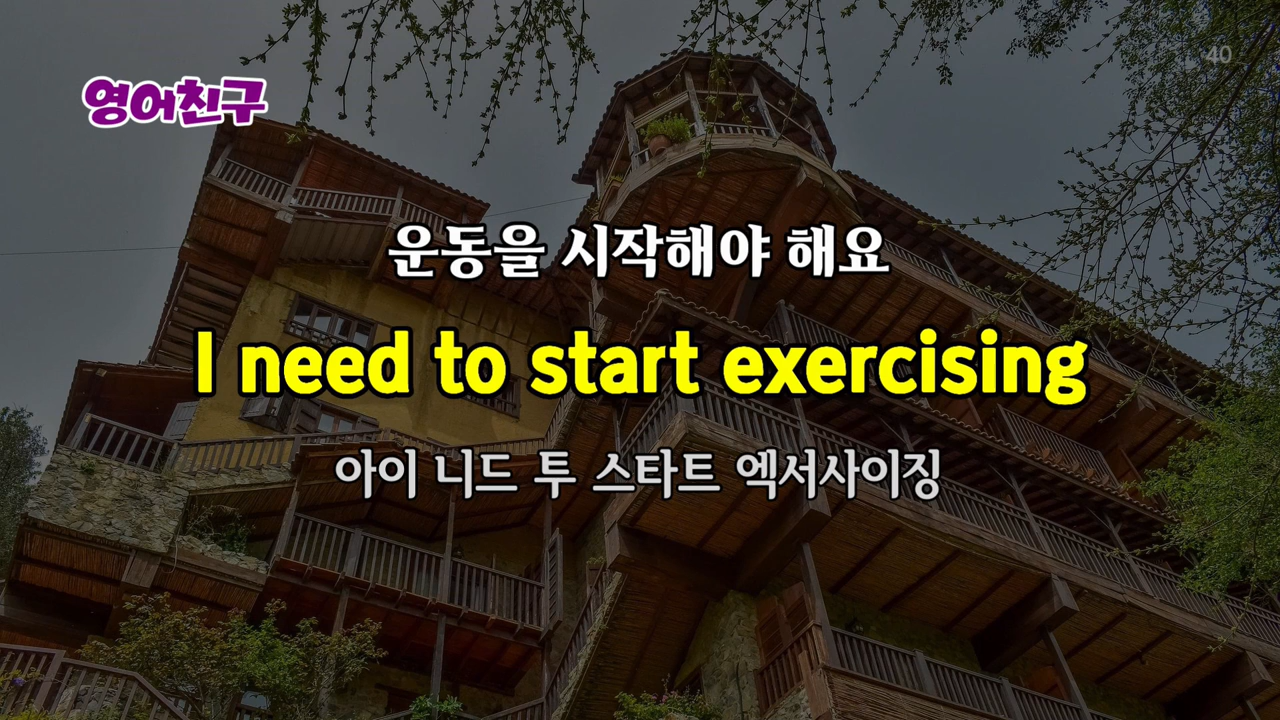 40
영어친구
운동을 시작해야 해요
I need to start exercising
아이 니드 투 스타트 엑서사이징